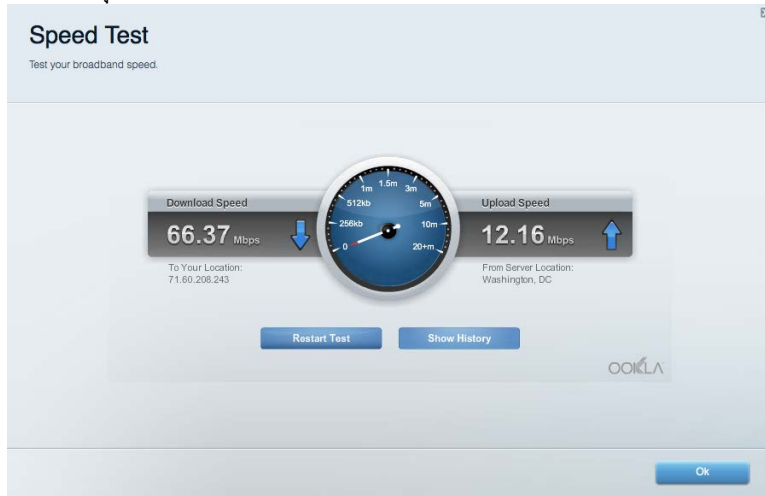 Speed Test
Test your broadband speed.
Download Speed
66.37 Mbps
To Your Location:
71.60.208.243
0
256kb
512kb
1m
1.5m
3m
5m
10m
20+m
Upload Speed
12.16 Mbps
From Server Location:
Washington, DC
Restart Test
Show History
OOKLA
Ok